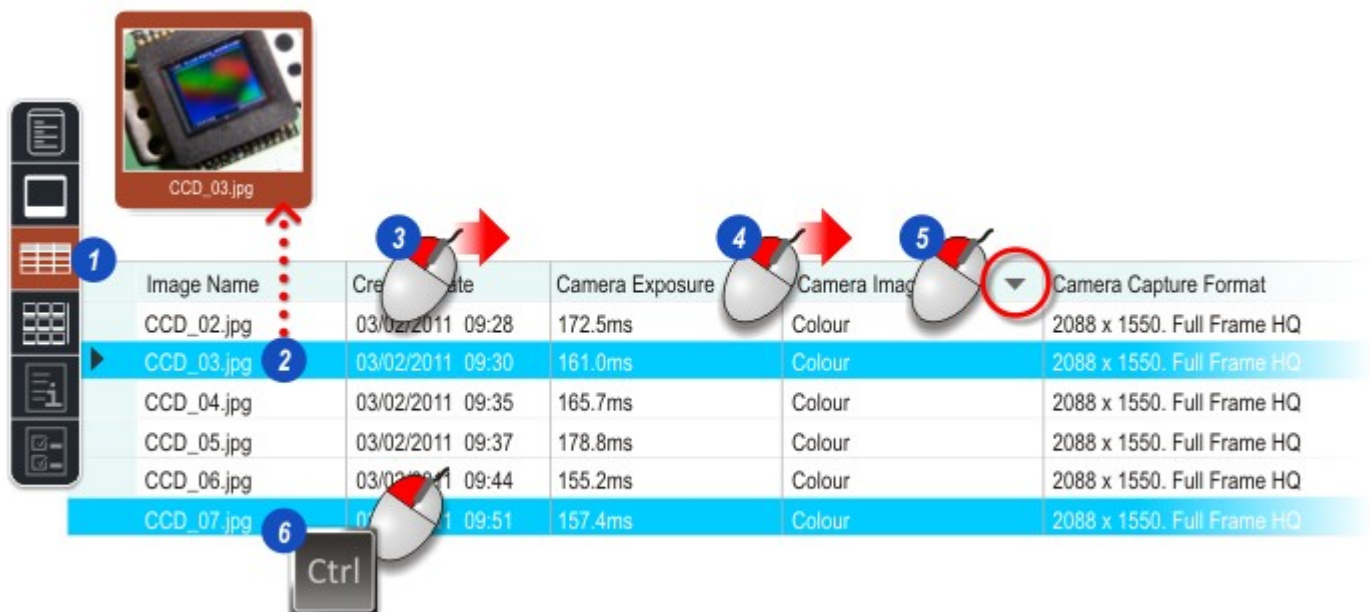 CCD_03.jpg
1
3
4
5
Image Name Cre te Camera Exposure Camera Imag Camera Capture Format
CCD_02.jpg 03/02/2011 09:28 172.5ms Colour 2088 x 1550. Full Frame HQ
CCD_03.jpg 2 03/02/2011 09:30 161.0ms Colour 2088 x 1550. Full Frame HQ
CCD_04.jpg 03/02/2011 09:35 165.7ms Colour 2088 x 1550. Full Frame HQ
CCD_05.jpg 03/02/2011 09:37 178.8ms Colour 2088 x 1550. Full Frame HQ
CCD_06.jpg 09:44 155.2ms Colour 2088 x 1550. Full Frame HQ
CCD_07.jpg 09:51 157.4ms Colour 2088 x 1550. Full Frame HQ
6
Ctrl